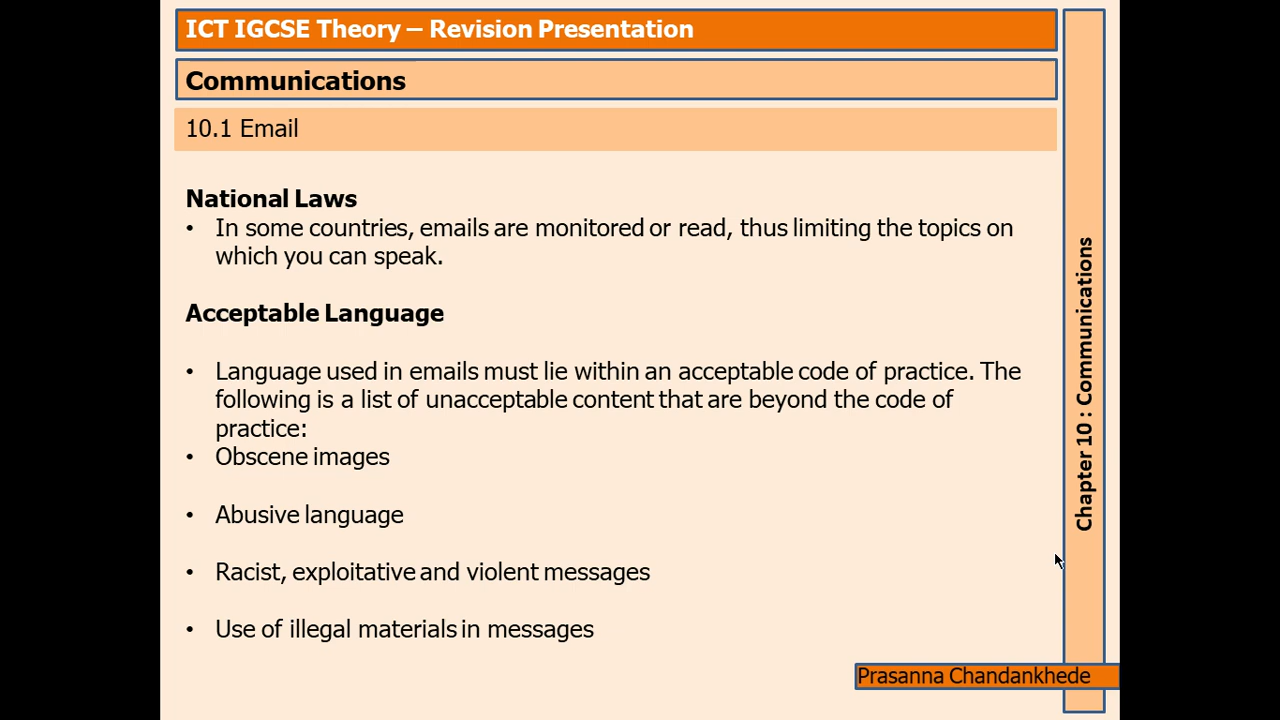 ICT IGCSE Theory – Revision Presentation
Communications
10.1 Email
National Laws
• In some countries, emails are monitored or read, thus limiting the topics on
which you can speak.
Acceptable Language
• Language used in emails must lie within an acceptable code of practice. The
following is a list of unacceptable content that are beyond the code of
practice:
• Obscene images
• Abusive language
• Racist, exploitative and violent messages
• Use of illegal materials in messages
Chapter 10 : Communications
Prasanna Chandankhede